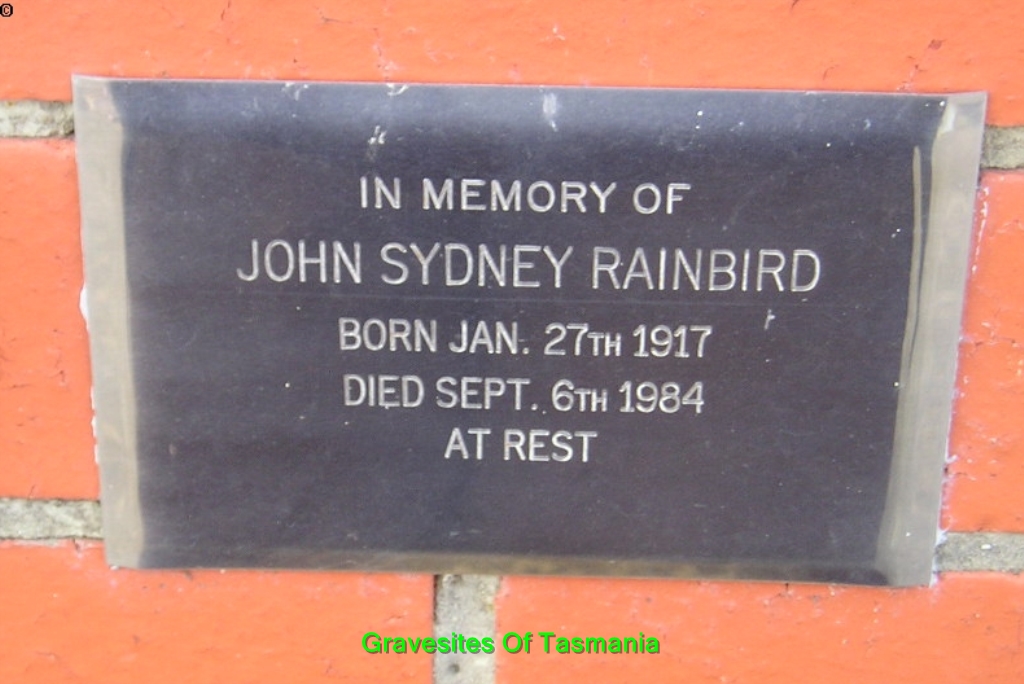 ©
IN MEMORY OF
JOHN SYDNEY RAINBIRD
BORN JAN. 27TH 1917
DIED SEPT. 6TH 1984
AT REST
Gravesites Of Tasmania